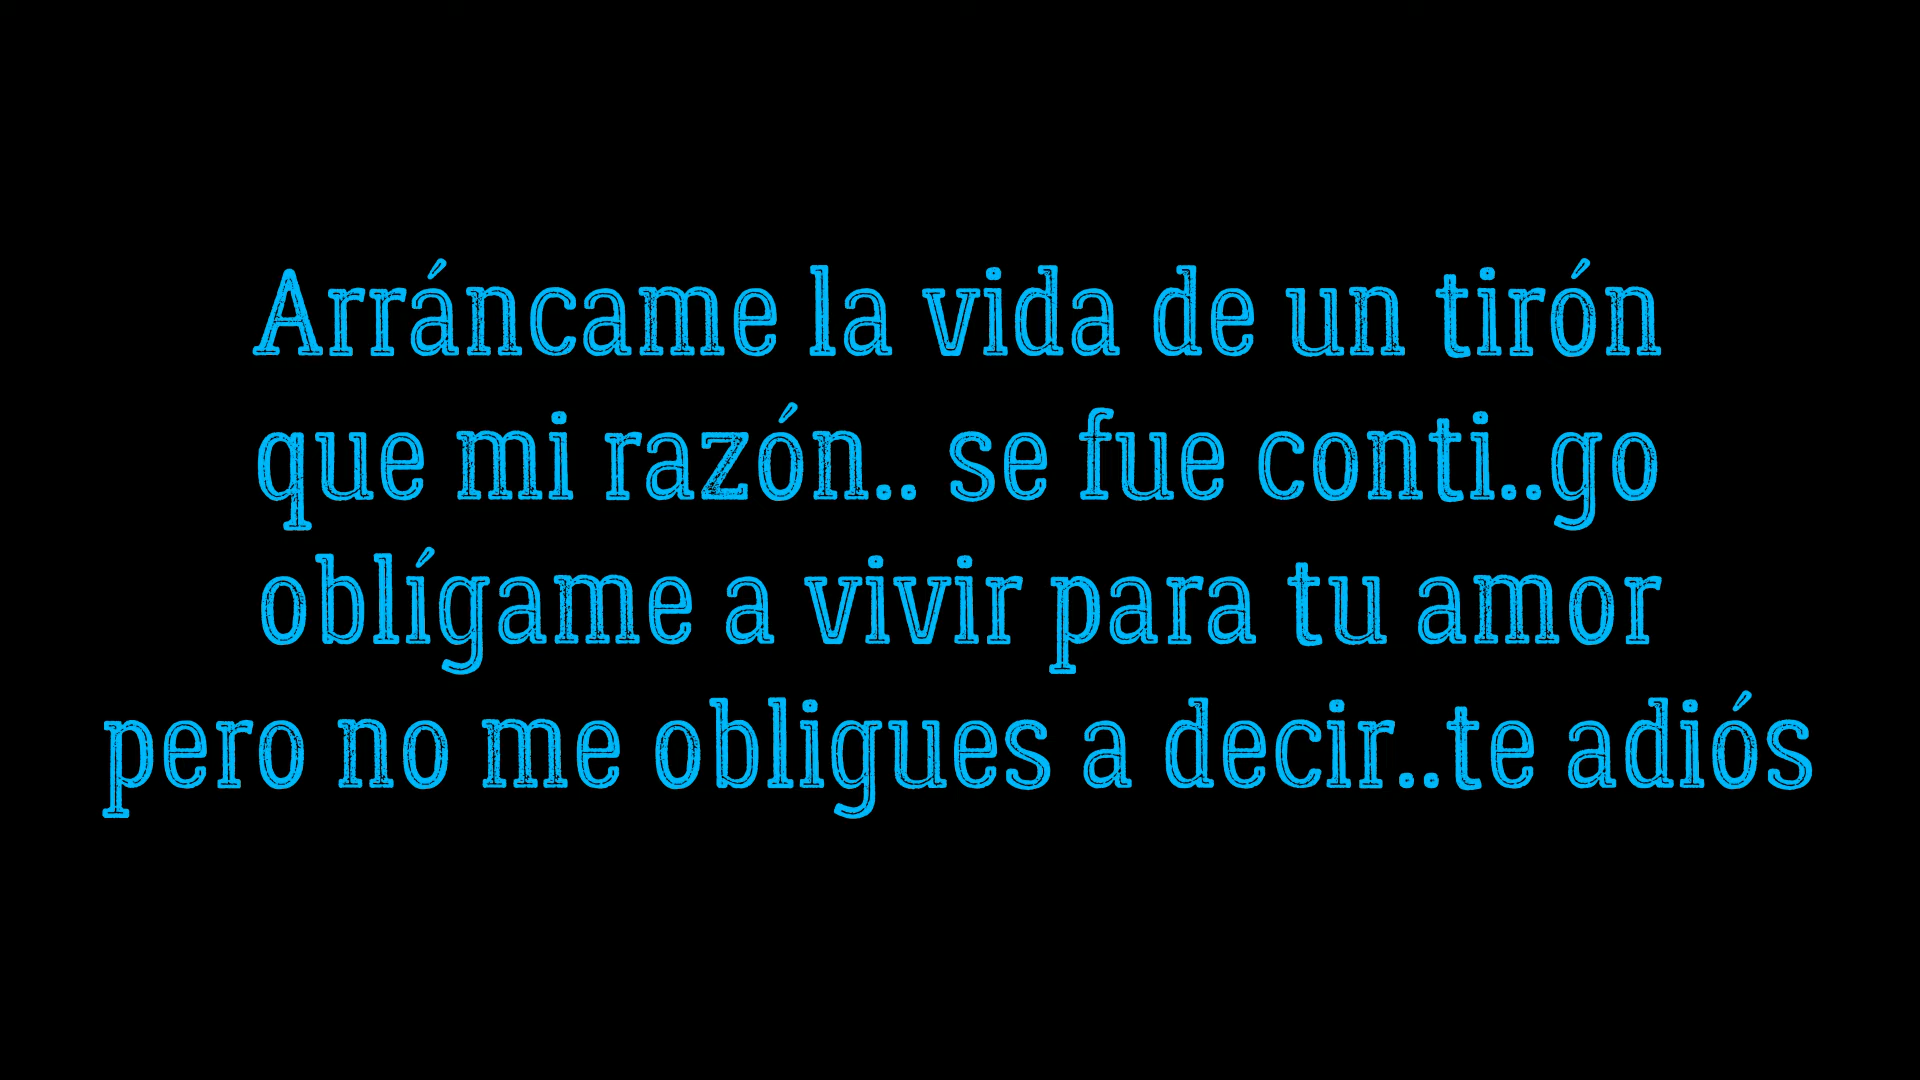 Arráncame la vida de un tirón
que mi razón.. se fue conti..go
oblígame a vivir para tu amor
pero no me obligues a decir..te adiós